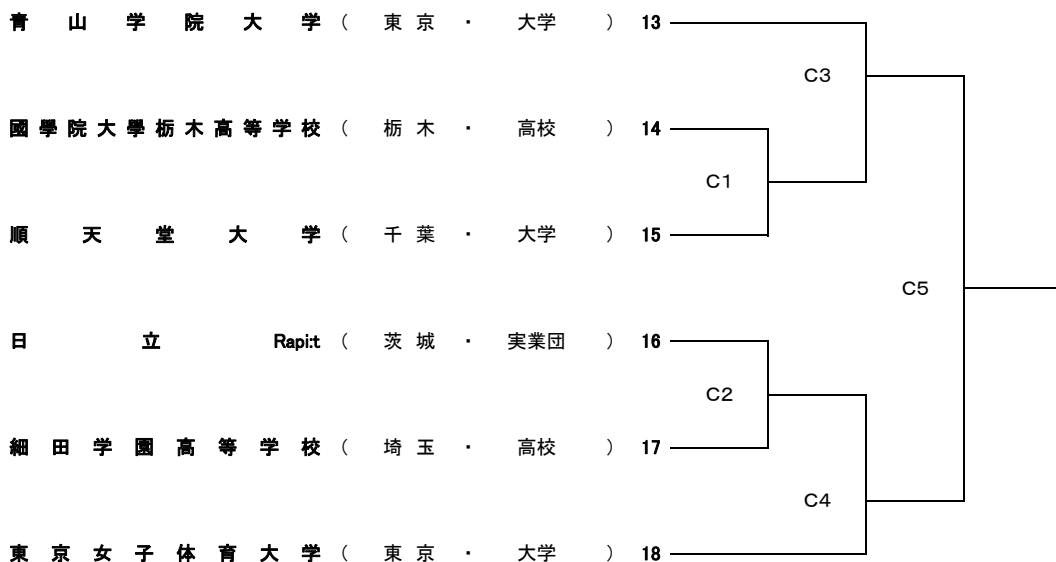 青山学院大学 （ 東京 ・ 大学 ） 13
C3
國學院大學栃木高等学校 （ 栃木 ・ 高校 ） 14
C1
順天堂大学 （ 千葉 ・ 大学 ） 15
C5
日立 Rapi:t （ 茨城 ・ 実業団 ） 16
C2
細田学園高等学校 （ 埼玉 ・ 高校 ） 17
C4
東京女子体育大学 （ 東京 ・ 大学 ） 18